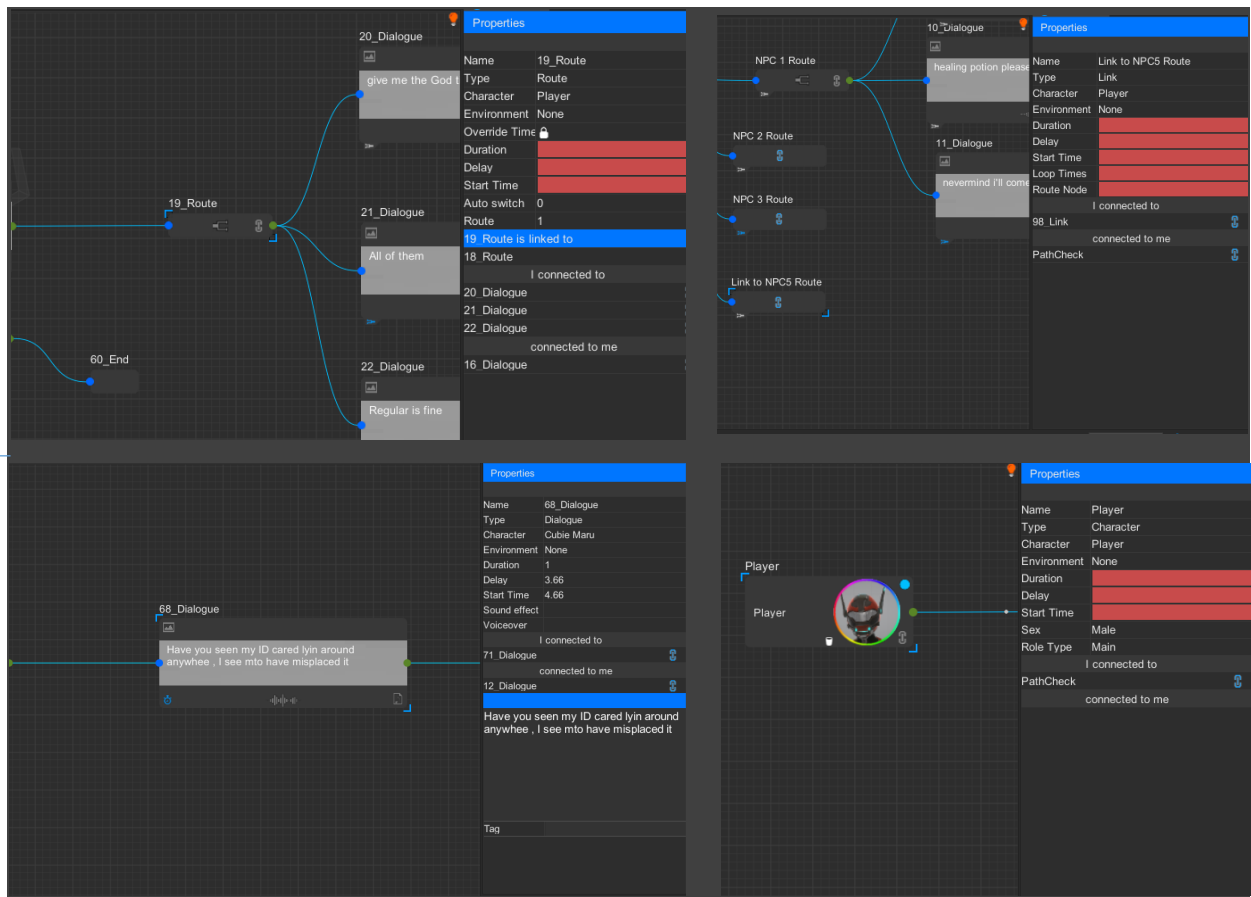 20_Dialogue
give me the God t
19_Route
21_Dialogue
All of them
60_End
22_Dialogue
Regular is fine
Properties
Name 19_Route
Type Route
Character Player
Environment None
Override Time
Duration
Delay
Start Time
Auto switch 0
Route 1
19_Route is linked to
18_Route
I connected to
20_Dialogue
21_Dialogue
22_Dialogue
connected to me
16_Dialogue
10_Dialogue
NPC 1 Route
healing potion please
NPC 2 Route
11_Dialogue
nevermind i'll come
NPC 3 Route
Link to NPC5 Route
Properties
Name Link to NPC5 Route
Type Link
Character Player
Environment None
Duration
Delay
Start Time
Loop Times
Route Node
I connected to
98_Link
connected to me
PathCheck
68_Dialogue
Have you seen my ID cared lyin around
anywhee , I see mto have misplaced it
Properties
Name 68_Dialogue
Type Dialogue
Character Cubie Maru
Environment None
Duration 1
Delay 3.66
Start Time 4.66
Sound effect
Voiceover
I connected to
71_Dialogue
connected to me
12_Dialogue
Have you seen my ID cared lyin around
anywhee , I see mto have misplaced it
Tag
Player
Player
Properties
Name Player
Type Character
Character Player
Environment None
Duration
Delay
Start Time
Sex Male
Role Type Main
I connected to
PathCheck
connected to me